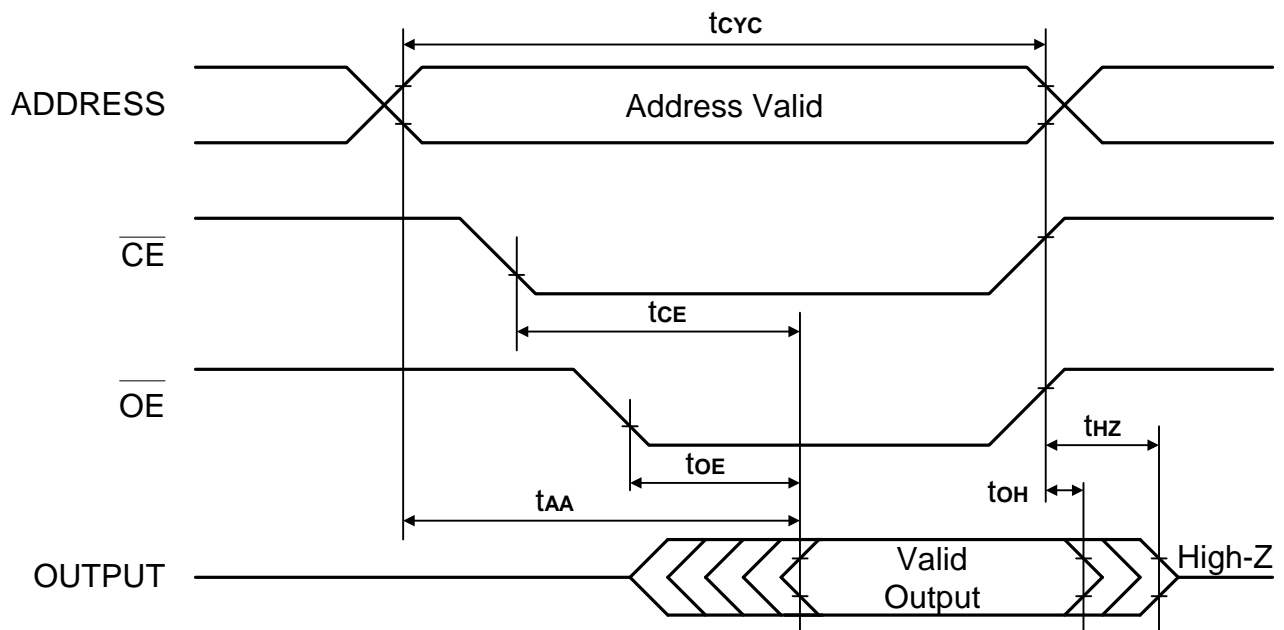 tCYC
ADDRESS
Address Valid
CE
tCE
OE
tHZ
tOE
tOH
tAA
OUTPUT
Valid
Output
High-Z